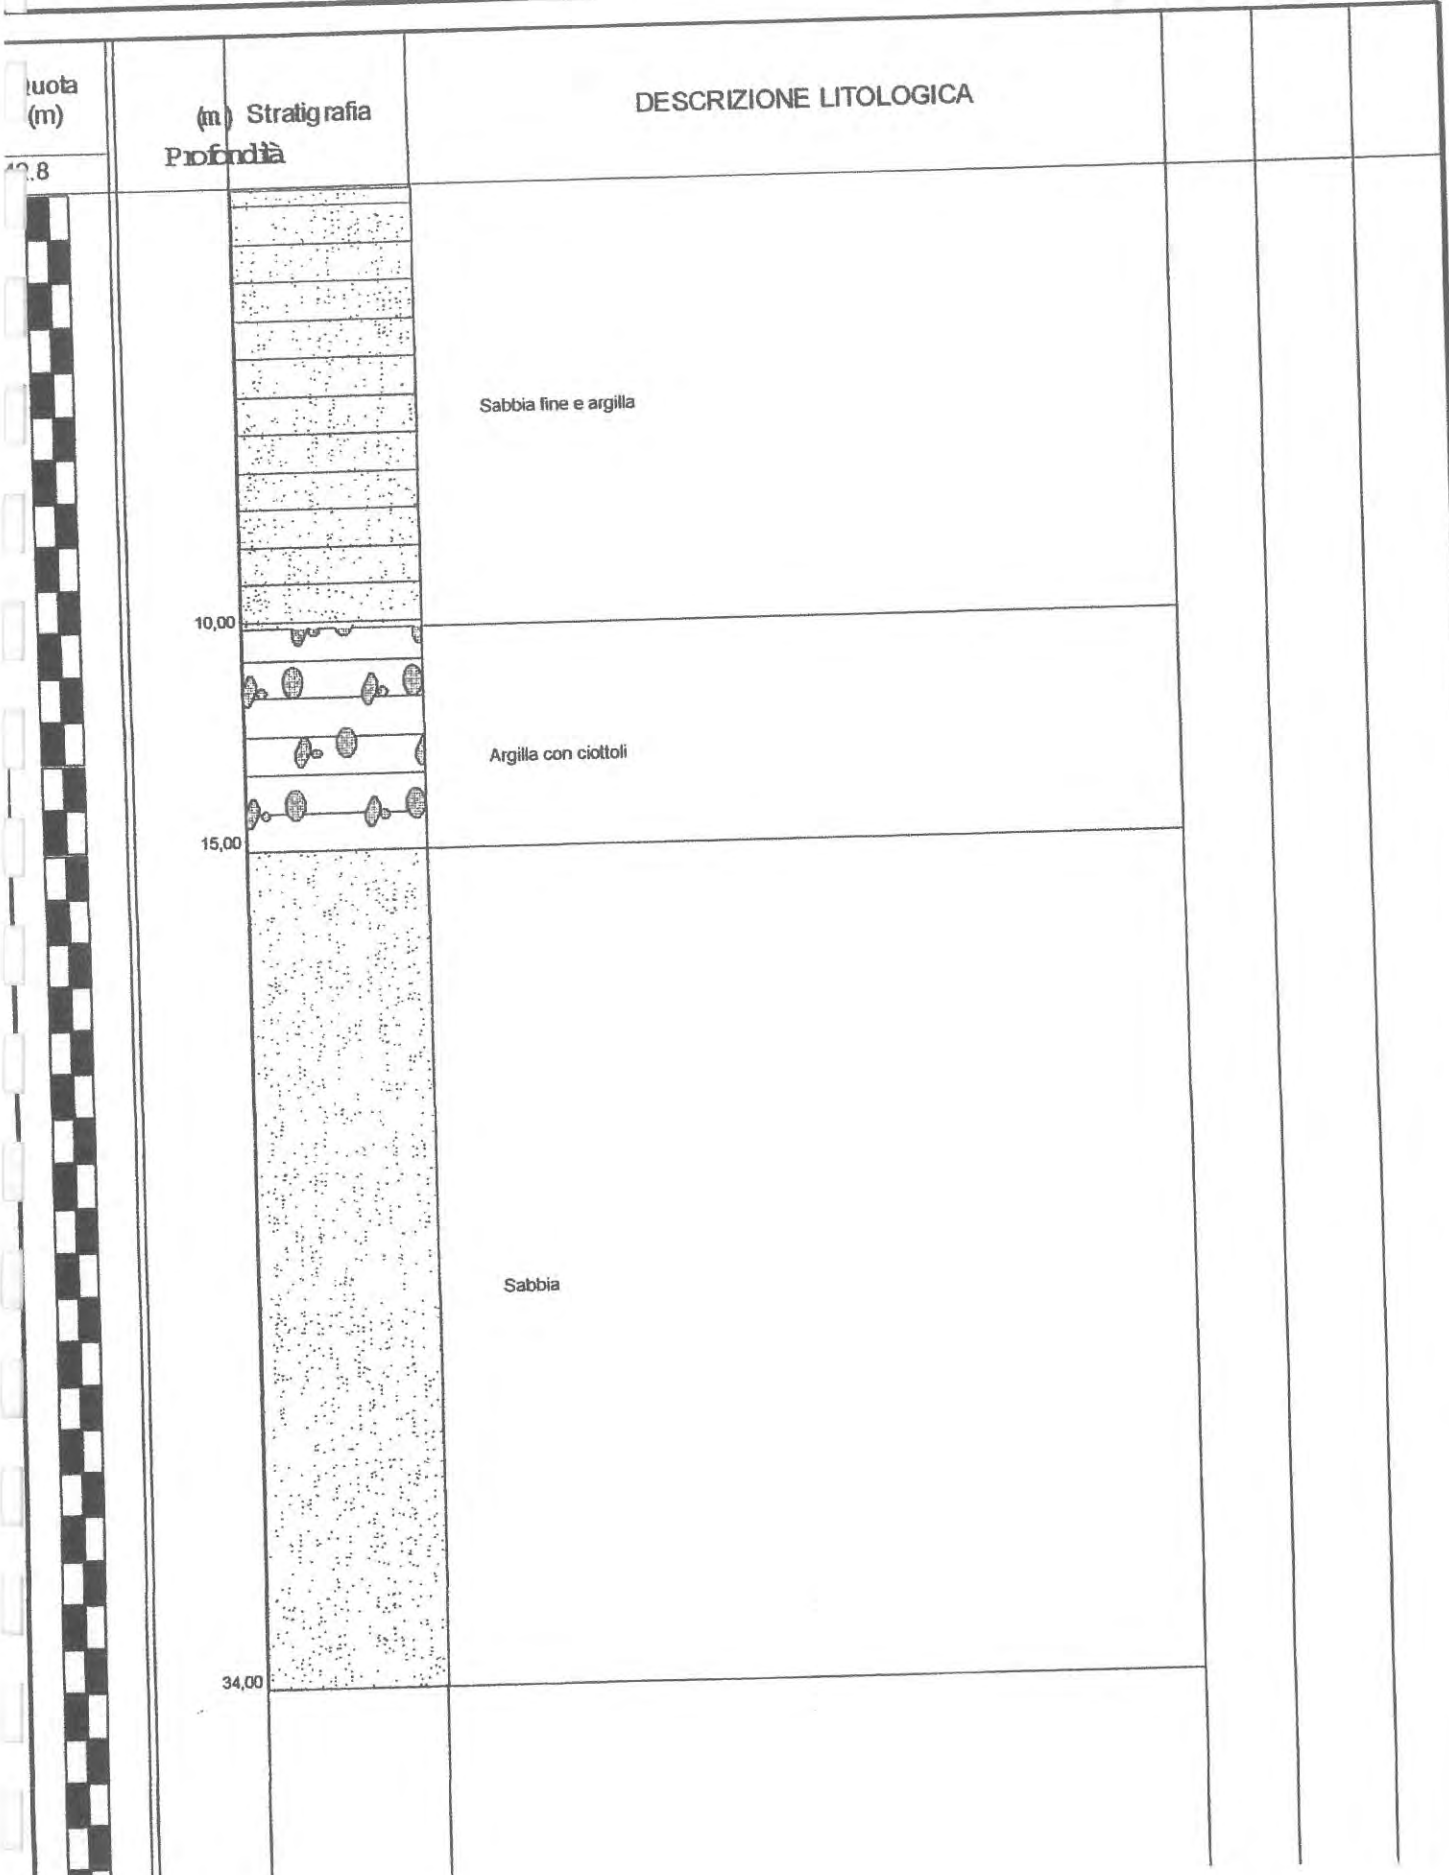 (m)
(m) Stratigrafia
Profondità
DESCRIZIONE LITOLOGICA
Sabbia fine e argilla
10,00
Argilla con ciottoli
15,00
Sabbia
34,00